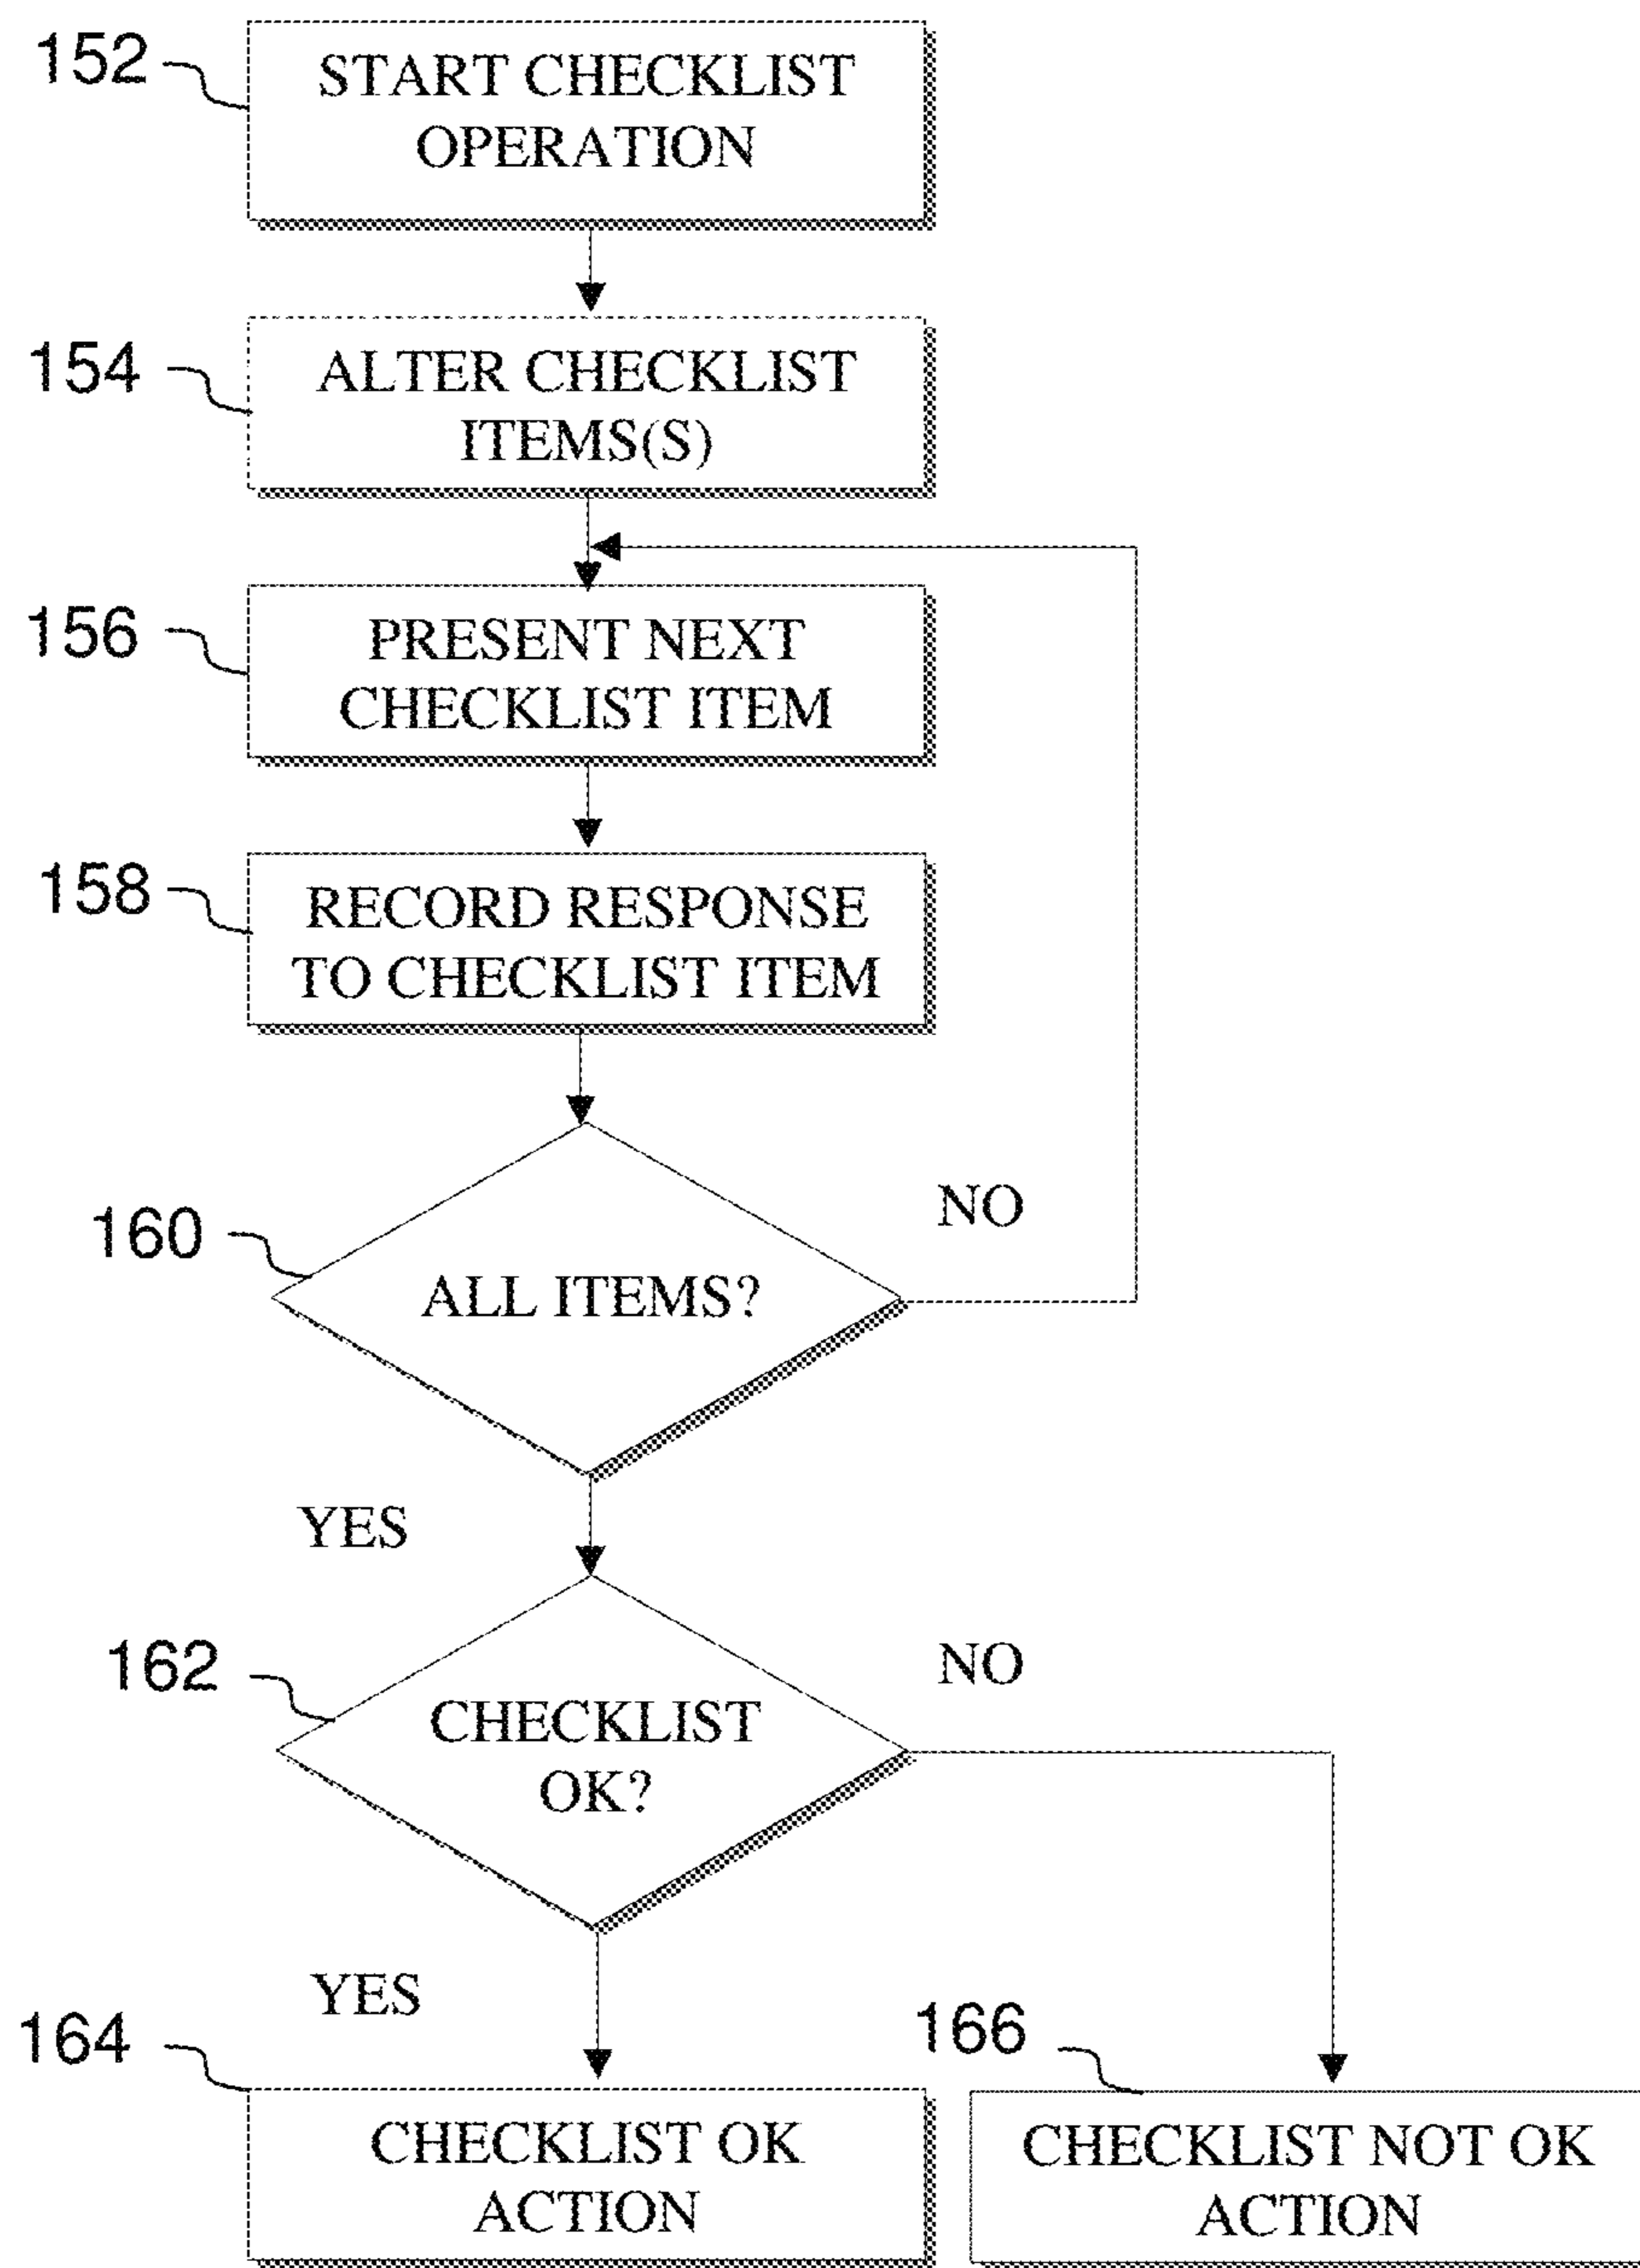 152
START CHECKLIST
OPERATION
154
ALTER CHECKLIST
ITEMS(S)
156
PRESENT NEXT
CHECKLIST ITEM
158
RECORD RESPONSE
TO CHECKLIST ITEM
160
ALL ITEMS?
NO
YES
162
CHECKLIST
OK?
NO
YES
164
CHECKLIST OK
ACTION
166
CHECKLIST NOT OK
ACTION